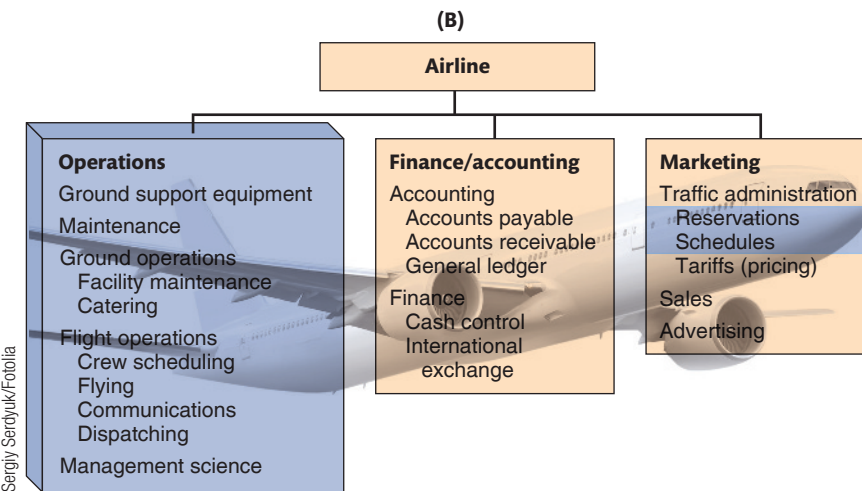 (B)
Airline
Operations
Ground support equipment
Maintenance
Ground operations
Facility maintenance
Catering
Flight operations
Crew scheduling
Flying
Communications
Dispatching
Management science
Finance/accounting
Accounting
Accounts payable
Accounts receivable
General ledger
Finance
Cash control
International
exchange
Marketing
Traffic administration
Reservations
Schedules
Tariffs (pricing)
Sales
Advertising
Sergiy Serdyuk/Fotolia